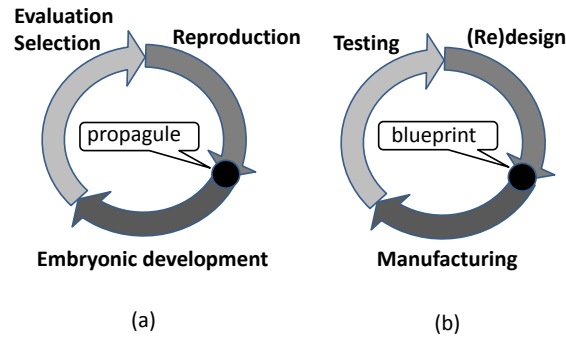 Evaluation
Selection
Reproduction
propagule
Embryonic development
(a)
Testing
(Re)design
blueprint
Manufacturing
(b)